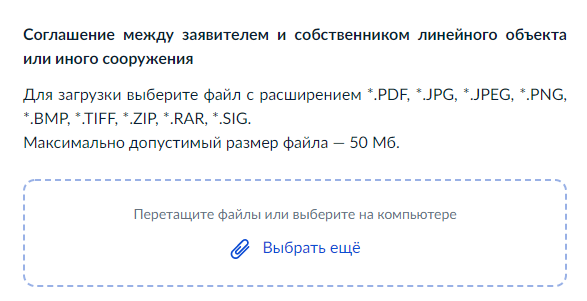 Соглашение между заявителем и собственником линейного объекта
или иного сооружения
Для загрузки выберите файл с расширением *.PDF, *.JPG, *.JPEG, *.PNG,
*.BMP, *.TIFF, *.ZIP, *.RAR, *.SIG.
Максимально допустимый размер файла — 50 Мб.
Перетащите файлы или выберите на компьютере
Выбрать ещё